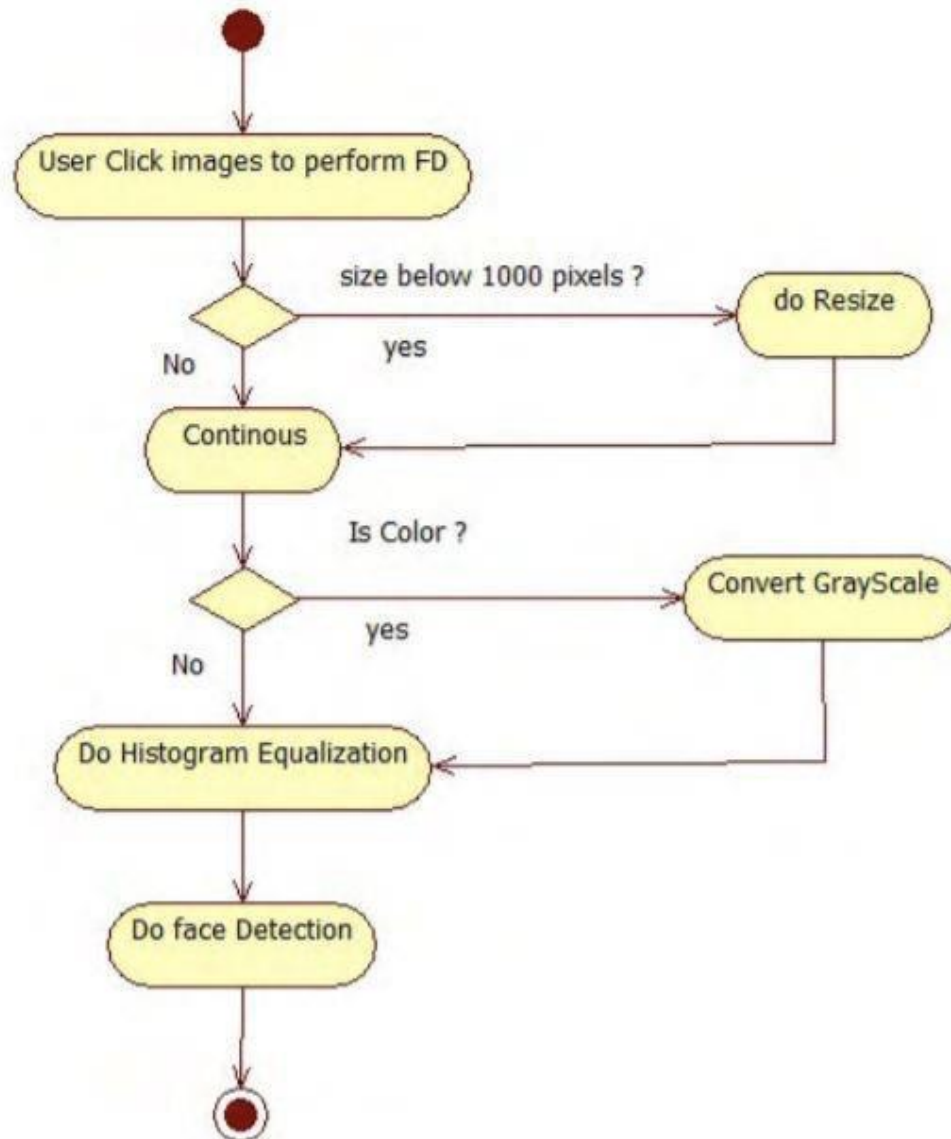 User Click images to perform FD
size below 1000 pixels ?
do Resize
yes
No
Continous
Is Color ?
Convert GrayScale
yes
No
Do Histogram Equalization
Do face Detection